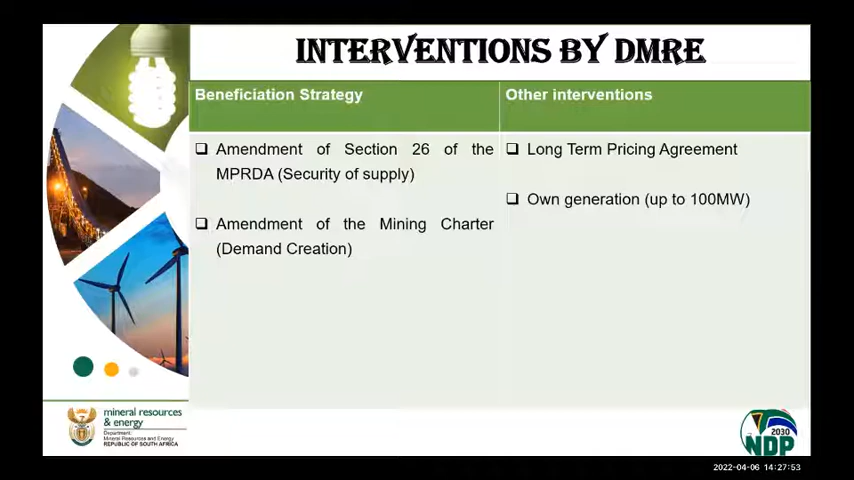 INTERVENTIONS BY DMRE
Beneficiation Strategy
❑ Amendment of Section 26 of the
MPRDA (Security of supply)
❑ Amendment of the Mining Charter
(Demand Creation)
Other interventions
❑ Long Term Pricing Agreement
❑ Own generation (up to 100MW)
mineral resources
& energy
Department:
Mineral Resources and Energy
REPUBLIC OF SOUTH AFRICA
2030
NDP
2022-04-06 14:27:53